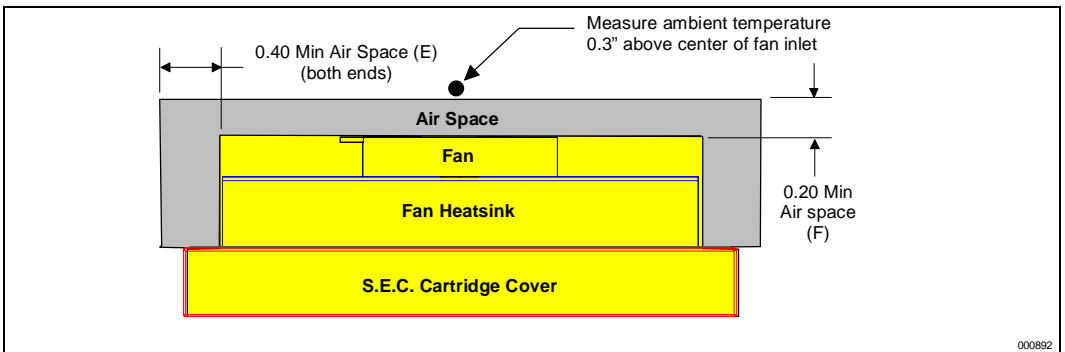 Measure ambient temperature
0.3” above center of fan inlet
0.40 Min Air Space (E)
(both ends)
Air Space
Fan
0.20 Min
Air space
(F)
Fan Heatsink
S.E.C. Cartridge Cover
000892